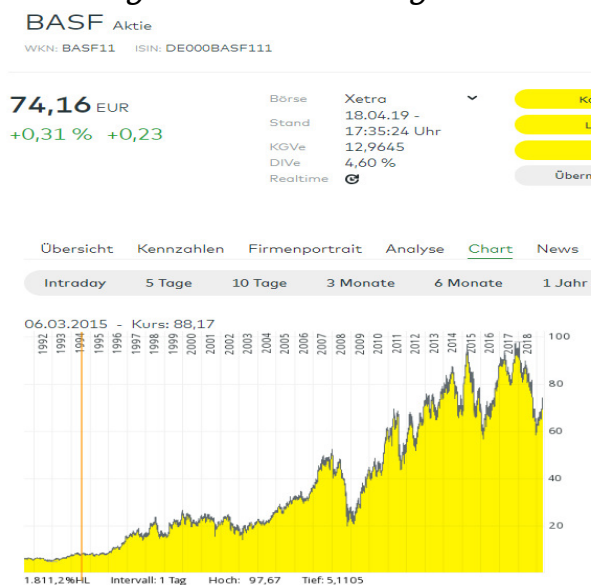 BASF Aktie
WKN: BASF11 ISIN: DE000BASF111
74,16 EUR
+0,31 % +0,23
Börse Xetra
Stand 18.04.19 - 17:35:24 Uhr
KGVe 12,9645
DIVe 4,60 %
Realtime
Übersicht Kennzahlen Firmenportrait Analyse Chart News
Intraday 5 Tage 10 Tage 3 Monate 6 Monate 1 Jahr
06.03.2015 - Kurs: 88,17
1992 1993 1994 1995 1996 1997 1998 1999 2000 2001 2002 2003 2004 2005 2006 2007 2008 2009 2010 2011 2012 2013 2014 2015 2016 2017 2018
100
80
60
40
20
1.811,2% HL Intervall: 1 Tag Hoch: 97,67 Tief: 5,1105